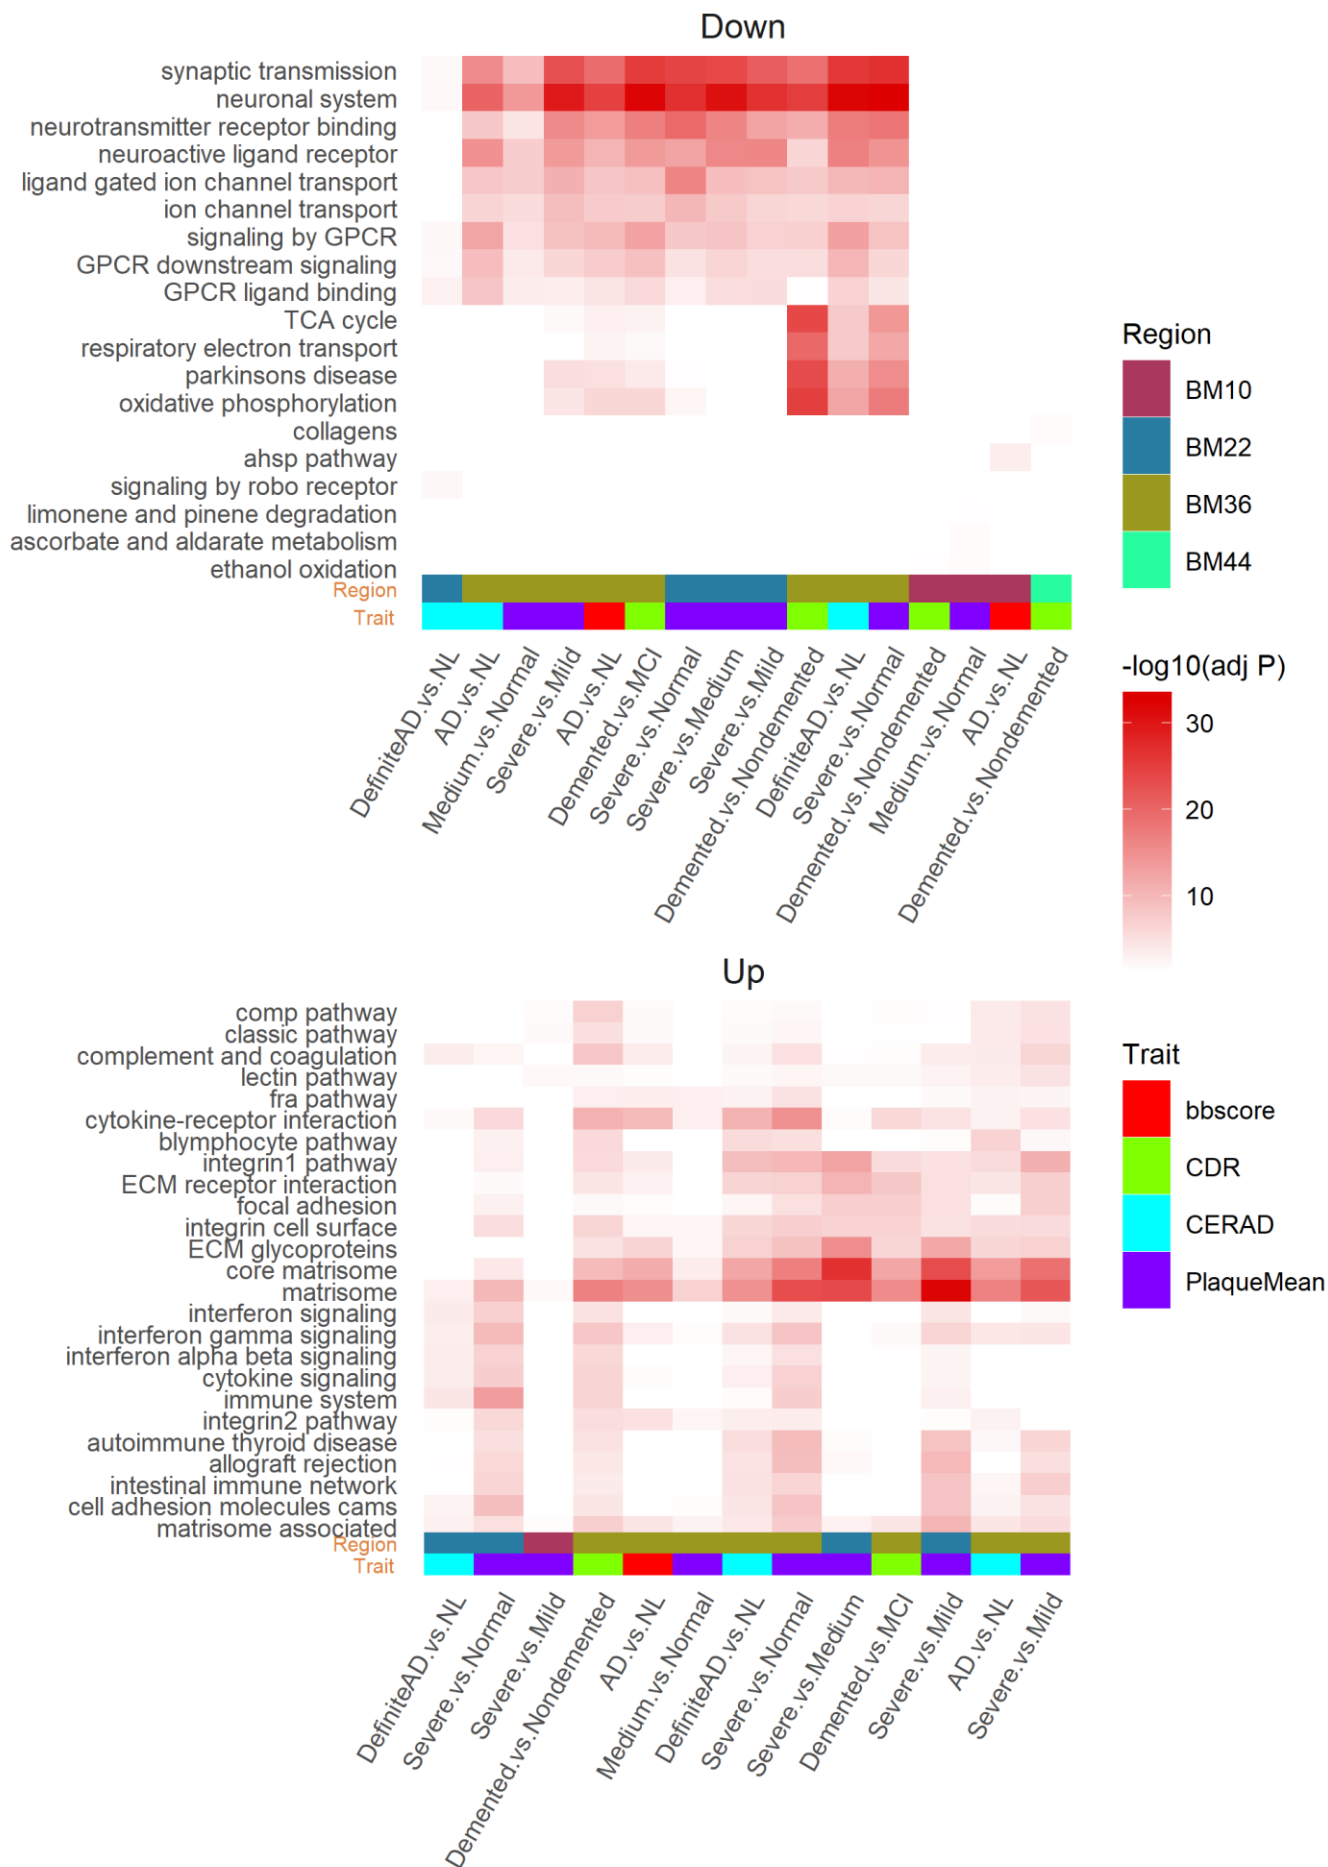 Down
synaptic transmission
neuronal system
neurotransmitter receptor binding
neuroactive ligand receptor
ligand gated ion channel transport
ion channel transport
signaling by GPCR
GPCR downstream signaling
GPCR ligand binding
TCA cycle
respiratory electron transport
parkinsons disease
oxidative phosphorylation
collagens
ahsp pathway
signaling by robo receptor
limonene and pinene degradation
ascorbate and aldarate metabolism
ethanol oxidation
Region
Trait
DefiniteAD.vs.NL
AD.vs.NL
Medium.vs.Normal
Severe.vs.Mild
AD.vs.NL
Demented.vs.MCI
Severe.vs.Normal
Severe.vs.Medium
Severe.vs.Mild
Demented.vs.Nondemented
DefiniteAD.vs.NL
Severe.vs.Normal
Demented.vs.Nondemented
Medium.vs.Normal
AD.vs.NL
Demented.vs.Nondemented
Region
BM10
BM22
BM36
BM44
-log10(adj P)
30
20
10
Up
comp pathway
classic pathway
complement and coagulation
lectin pathway
fra pathway
cytokine-receptor interaction
blymphocyte pathway
integrin1 pathway
ECM receptor interaction
focal adhesion
integrin cell surface
ECM glycoproteins
core matrisome
matrisome
interferon signaling
interferon gamma signaling
interferon alpha beta signaling
cytokine signaling
immune system
integrin2 pathway
autoimmune thyroid disease
allograft rejection
intestinal immune network
cell adhesion molecules cams
matrisome associated
Region
Trait
DefiniteAD.vs.NL
Severe.vs.Normal
Severe.vs.Mild
Demented.vs.Nondemented
AD.vs.NL
Medium.vs.Normal
DefiniteAD.vs.NL
Severe.vs.Normal
Severe.vs.Medium
Demented.vs.MCI
Severe.vs.Mild
AD.vs.NL
Severe.vs.Mild
Trait
bbscore
CDR
CERAD
PlaqueMean